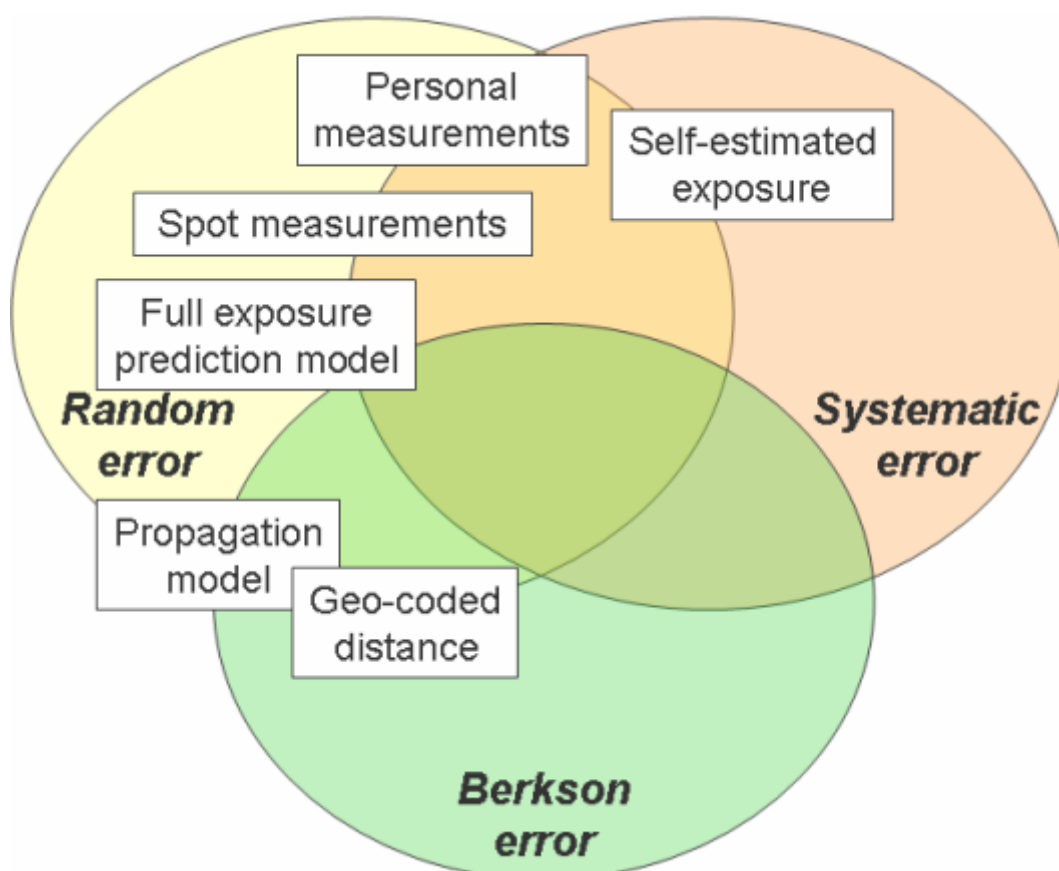 Personal
measurements
Self-estimated
exposure
Spot measurements
Full exposure
prediction model
Random
error
Systematic
error
Propagation
model
Geo-coded
distance
Berkson
error